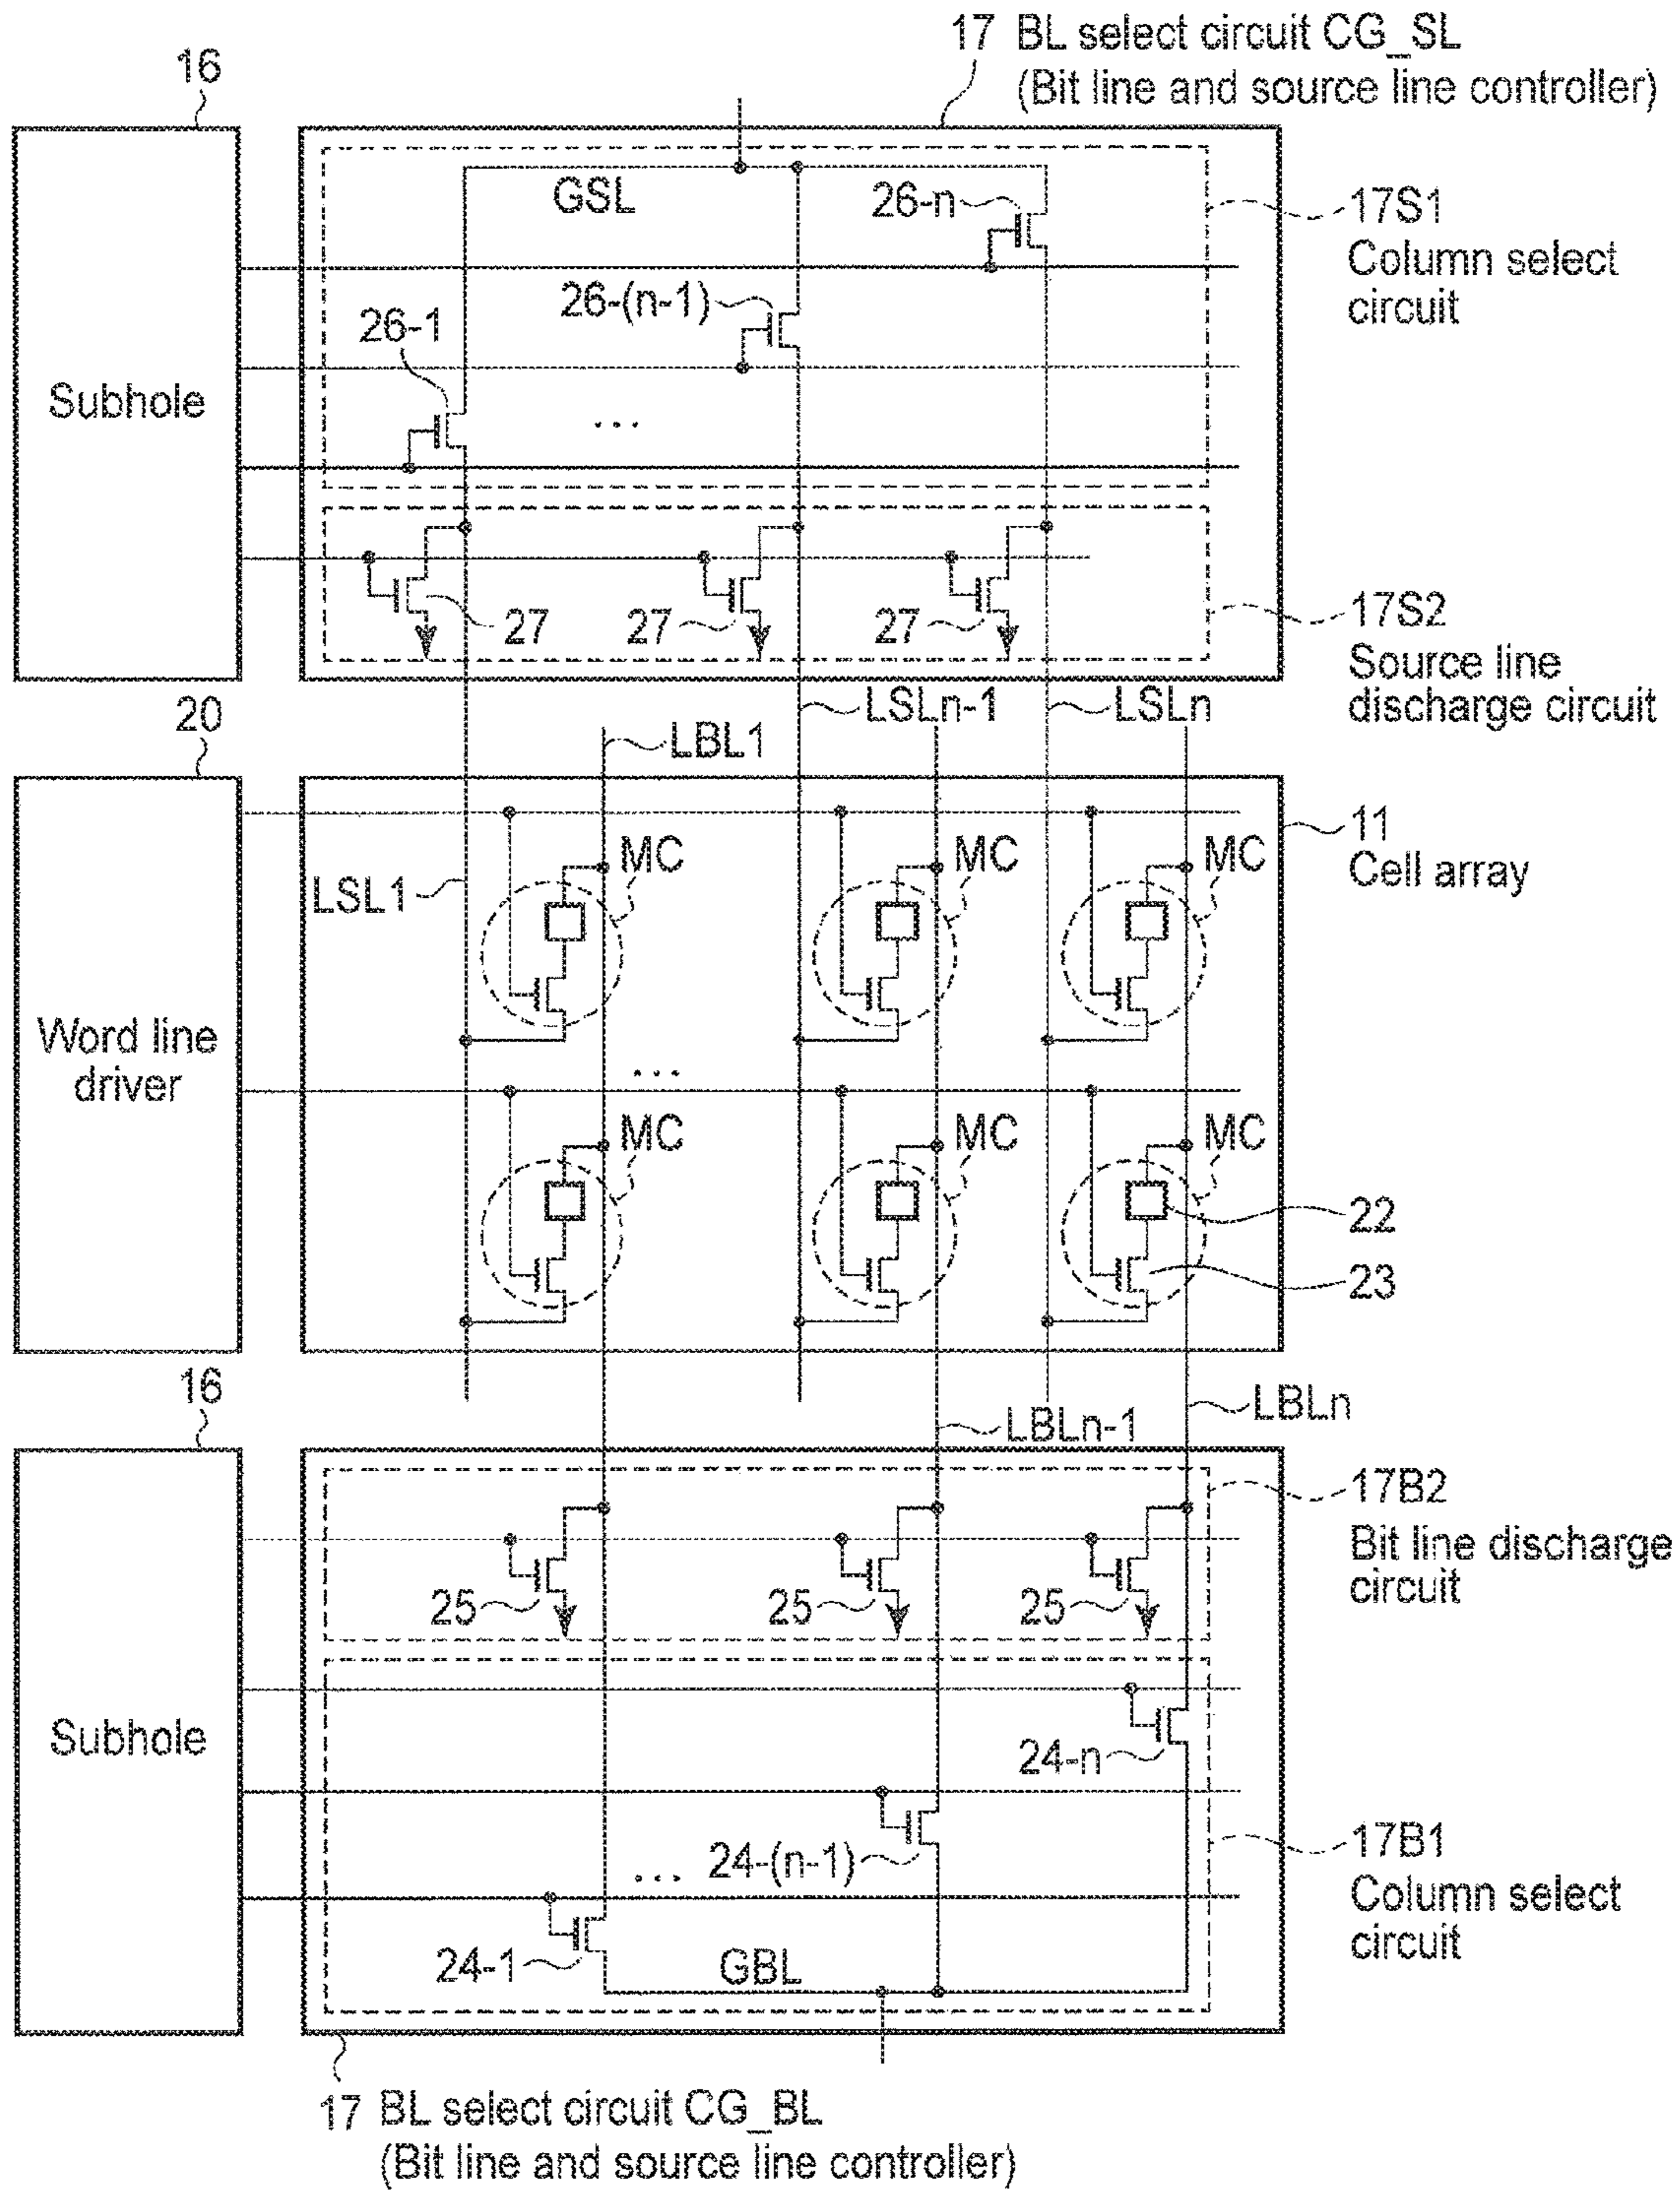 17 BL select circuit CG_SL
(Bit line and source line controller)
16
Subhole
GSL
26-n
26-(n-1)
26-1
...
17S1
Column select
circuit
27
27
27
17S2
Source line
discharge circuit
20
LSLn-1
LSLn
LBL1
Word line
driver
11
Cell array
LSL1
MC
MC
MC
...
MC
MC
MC
22
23
16
LBLn-1
LBLn
Subhole
17B2
Bit line discharge
circuit
25
25
25
24-n
24-(n-1)
...
24-1
GBL
17B1
Column select
circuit
17 BL select circuit CG_BL
(Bit line and source line controller)